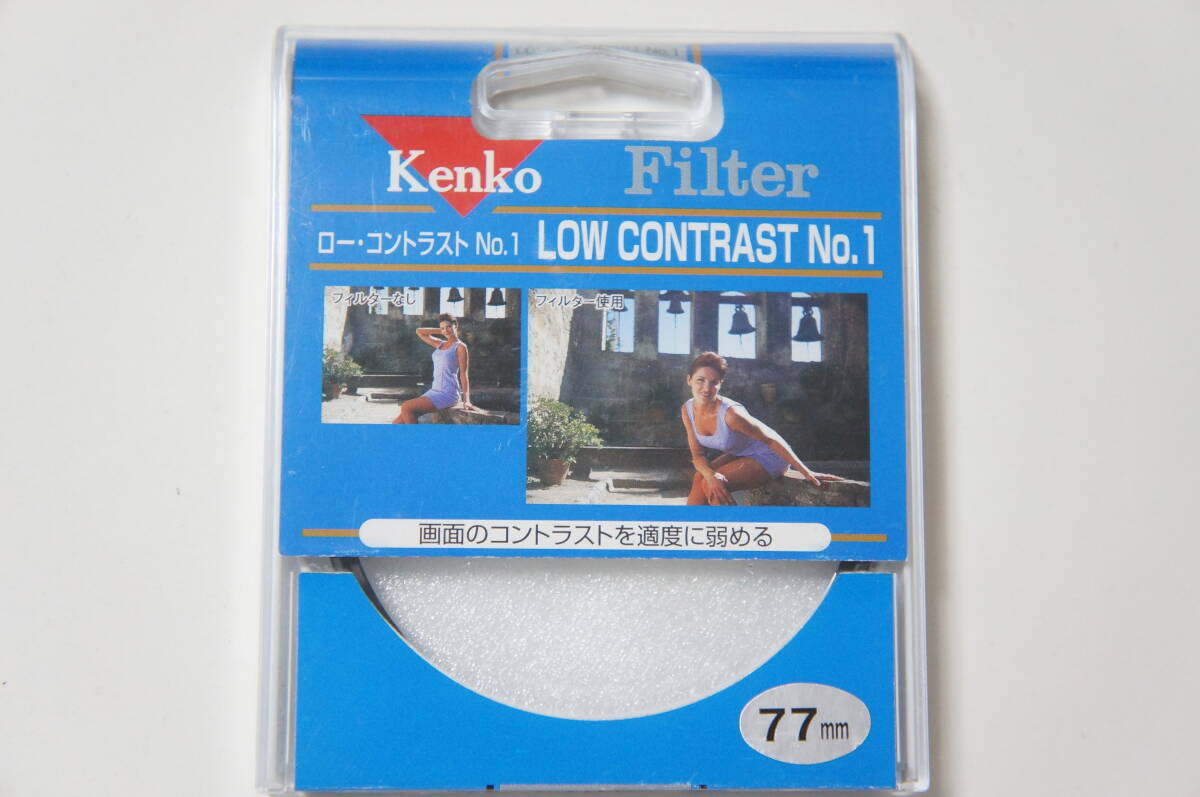 Kenko Filter
ロー・コントラスト No.1 LOW CONTRAST No.1
フィルターなし
フィルター使用
画面のコントラストを適度に弱める
77mm